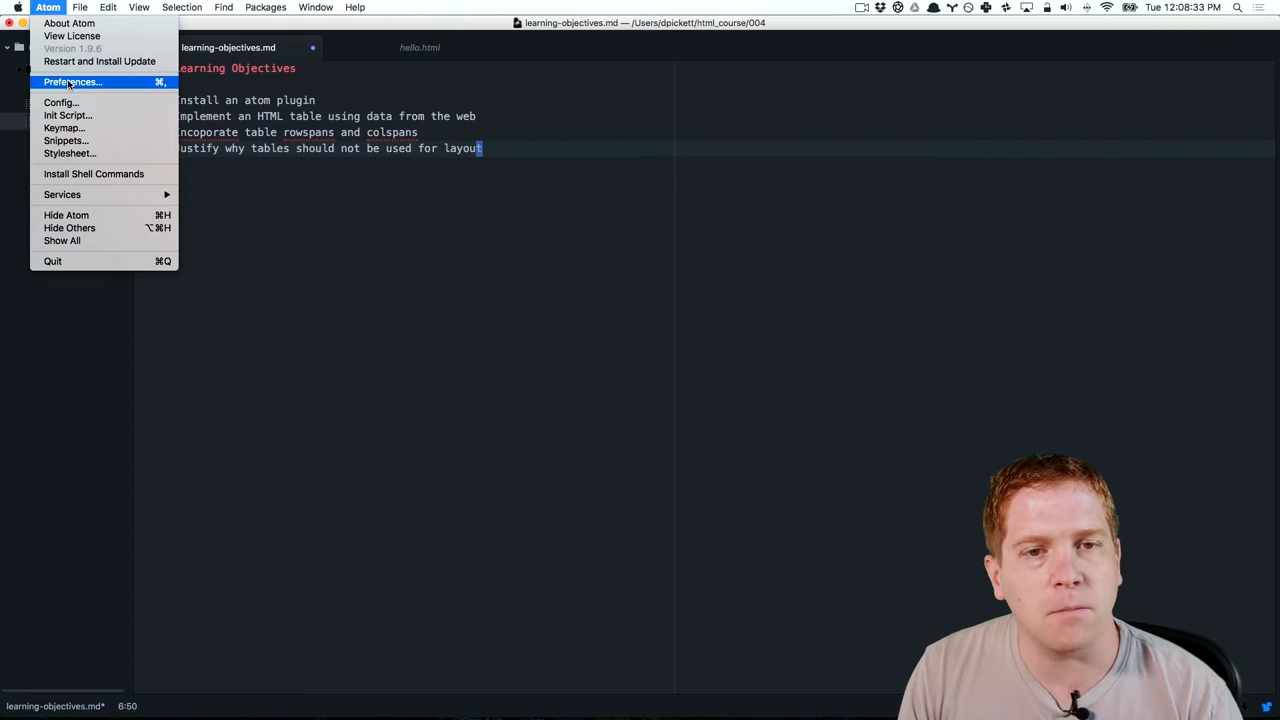 Atom File Edit View Selection Find Packages Window Help Tue 12:08:33 PM
learning-objectives.md — /Users/dpickett/html_course/004
About Atom
View License
Version 1.9.6
Restart and Install Update
Preferences... ⌘,
Config...
Init Script...
Keymap...
Snippets...
Stylesheet...
Install Shell Commands
Services
Hide Atom ⌘H
Hide Others ⌥⌘H
Show All
Quit ⌘Q
learning-objectives.md hello.html
earning Objectives
nstall an atom plugin
mplement an HTML table using data from the web
ncoporate table rowspans and colspans
ustify why tables should not be used for layout
learning-objectives.md* 6:50